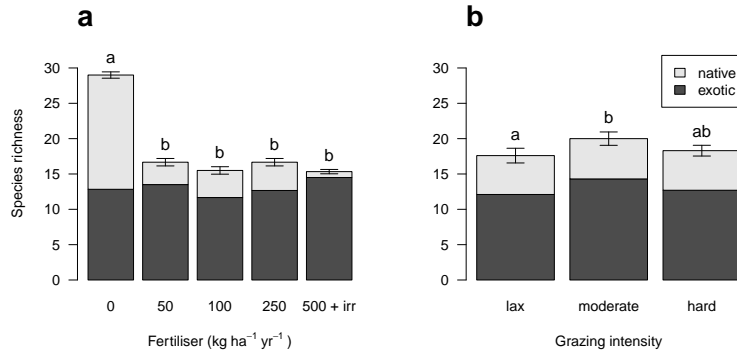 a
b
30
25
20
15
10
5
0
Species richness
a
b
b
b
b
0 50 100 250 500 + irr
Fertiliser (kg ha⁻¹ yr⁻¹ )
30
25
20
15
10
5
0
native
exotic
a
b
ab
lax moderate hard
Grazing intensity